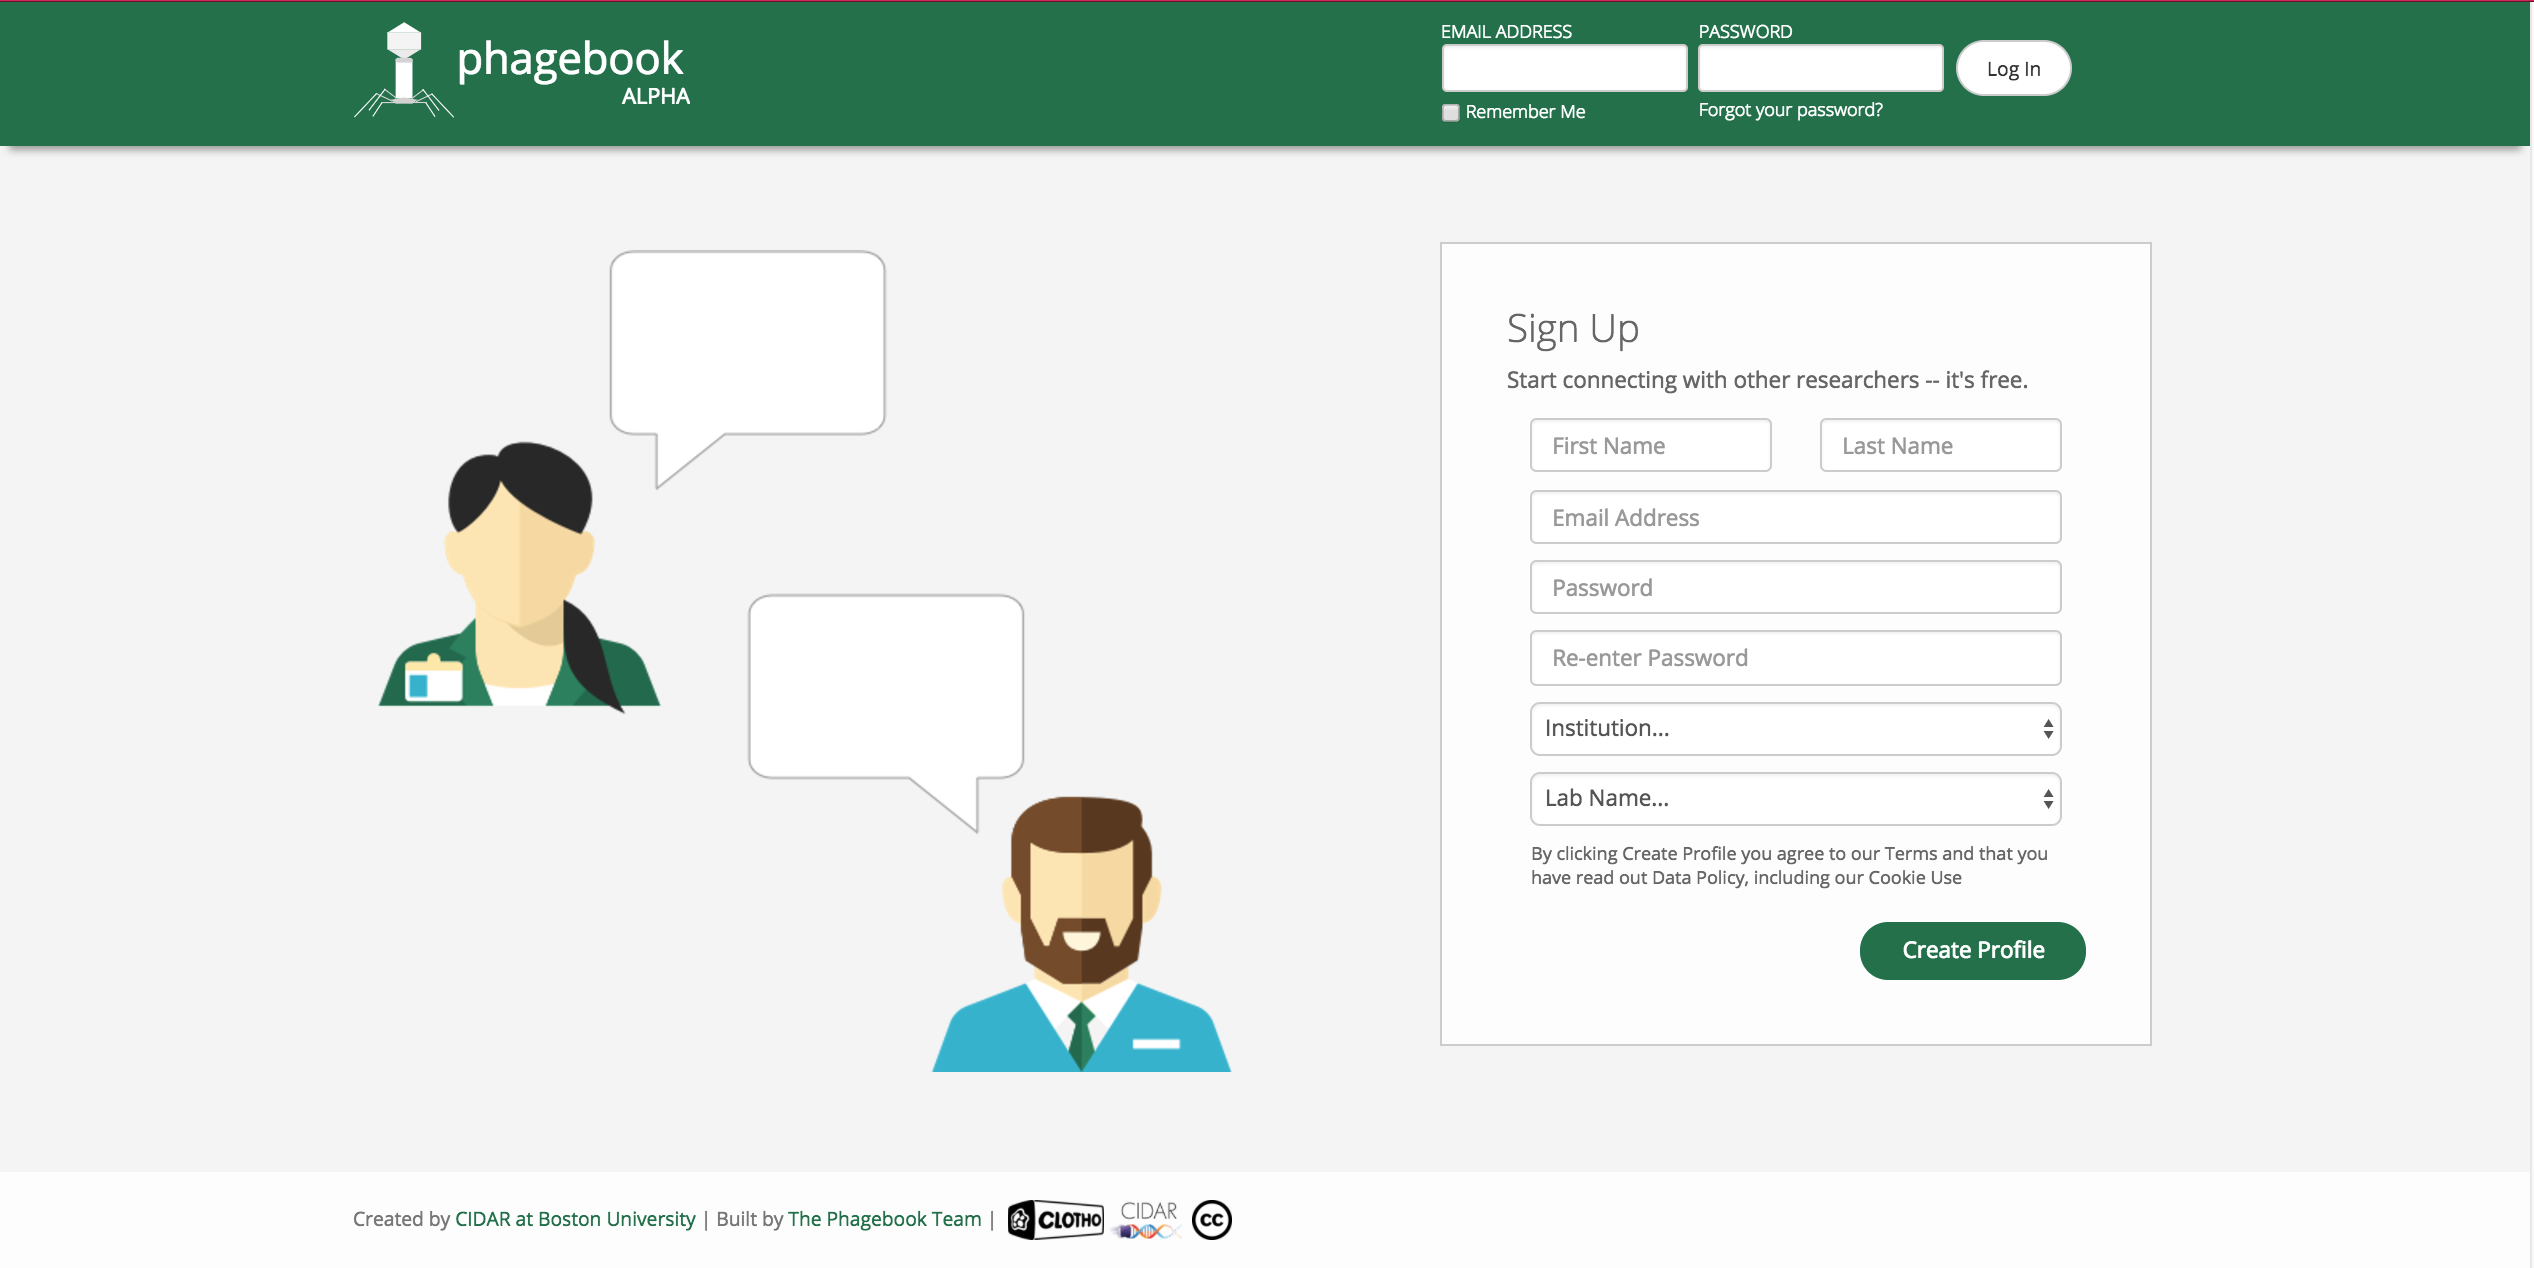 phagebook
ALPHA
EMAIL ADDRESS
PASSWORD
Log In
Remember Me
Forgot your password?
Sign Up
Start connecting with other researchers -- it's free.
First Name
Last Name
Email Address
Password
Re-enter Password
Institution...
Lab Name...
By clicking Create Profile you agree to our Terms and that you
have read out Data Policy, including our Cookie Use
Create Profile
Created by CIDAR at Boston University | Built by The Phagebook Team | CLOTHO CIDAR cc